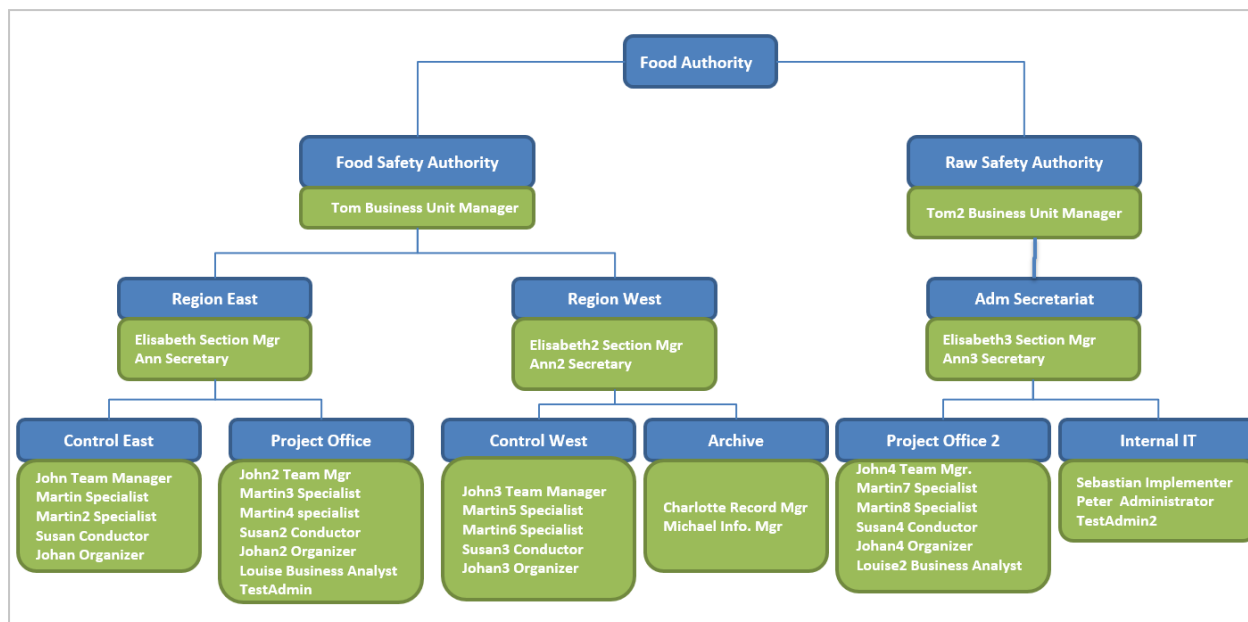 Food Authority
Food Safety Authority
Tom Business Unit Manager
Raw Safety Authority
Tom2 Business Unit Manager
Region East
Elisabeth Section Mgr
Ann Secretary
Region West
Elisabeth2 Section Mgr
Ann2 Secretary
Adm Secretariat
Elisabeth3 Section Mgr
Ann3 Secretary
Control East
John Team Manager
Martin Specialist
Martin2 Specialist
Susan Conductor
Johan Organizer
Project Office
John2 Team Mgr
Martin3 Specialist
Martin4 specialist
Susan2 Conductor
Johan2 Organizer
Louise Business Analyst
TestAdmin
Control West
John3 Team Manager
Martin5 Specialist
Martin6 Specialist
Susan3 Conductor
Johan3 Organizer
Archive
Charlotte Record Mgr
Michael Info. Mgr
Project Office 2
John4 Team Mgr.
Martin7 Specialist
Martin8 Specialist
Susan4 Conductor
Johan4 Organizer
Louise2 Business Analyst
Internal IT
Sebastian Implementer
Peter Administrator
TestAdmin2